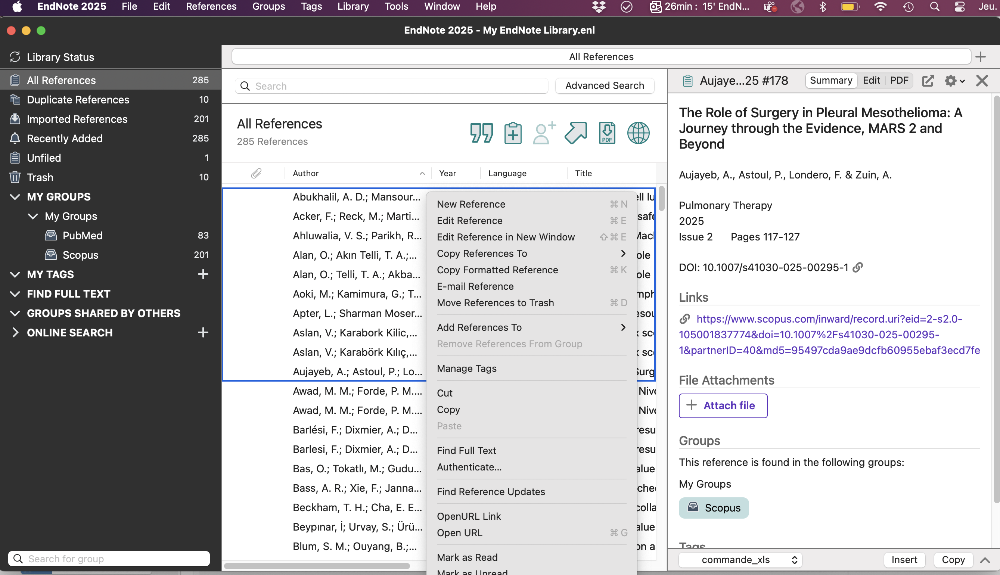 EndNote 2025 File Edit References Groups Tags Library Tools Window Help 26min : 15' EndN... Jeu.
EndNote 2025 - My EndNote Library.enl
Library Status
All References 285
Duplicate References 10
Imported References 201
Recently Added 285
Unfiled 1
Trash 10
MY GROUPS
My Groups
PubMed 83
Scopus 201
MY TAGS
FIND FULL TEXT
GROUPS SHARED BY OTHERS
ONLINE SEARCH
Search for group
All References
Search Advanced Search
All References
285 References
PDF
Author Year Language Title
Abukhalil, A. D.; Mansour... ell lu
Acker, F.; Reck, M.; Marti... safe
Ahluwalia, V. S.; Parikh, R... Macl
Alan, O.; Akın Telli, T. A.;... ole
Alan, O.; Telli, T. A.; Akba... ole
Aoki, M.; Kamimura, G.; T... mph
Apter, L.; Sharman Moser... esou
Aslan, V.; Karabork Kilic,... sco
Aslan, V.; Karabörk Kılıç,... sco
Aujayeb, A.; Astoul, P.; Lo... Surg
Awad, M. M.; Forde, P. M.... Nivo
Awad, M. M.; Forde, P. M.... Nivo
Barlési, F.; Dixmier, A.; D... resu
Barlesi, F.; Dixmier, A.; D... resu
Bas, O.; Tokatlı, M.; Gudu... alue
Bass, A. R.; Xie, F.; Janna... chec
Beckham, T. H.; Cha, E. E... colla
Beypınar, İ; Urvay, S.; Ürü... alue
Blum, S. M.; Ouyang, B.;... on a
New Reference ⌘ N
Edit Reference ⌘ E
Edit Reference in New Window ⇧ ⌘ E
Copy References To
Copy Formatted Reference ⌘ K
E-mail Reference
Move References to Trash ⌘ D
Add References To
Remove References From Group
Manage Tags
Cut
Copy
Paste
Find Full Text
Authenticate...
Find Reference Updates
OpenURL Link
Open URL ⌘ G
Mark as Read
Mark as Unread
Aujaye...25 #178 Summary Edit PDF
The Role of Surgery in Pleural Mesothelioma: A
Journey through the Evidence, MARS 2 and
Beyond
Aujayeb, A., Astoul, P., Londero, F. & Zuin, A.
Pulmonary Therapy
2025
Issue 2 Pages 117-127
DOI: 10.1007/s41030-025-00295-1
Links
https://www.scopus.com/inward/record.uri?eid=2-s2.0-
105001837774&doi=10.1007%2Fs41030-025-00295-
1&partnerID=40&md5=95497cda9ae9dcfb60955ebaf3ecd7fe
File Attachments
+ Attach file
Groups
This reference is found in the following groups:
My Groups
Scopus
Tags
commande_xls Insert Copy